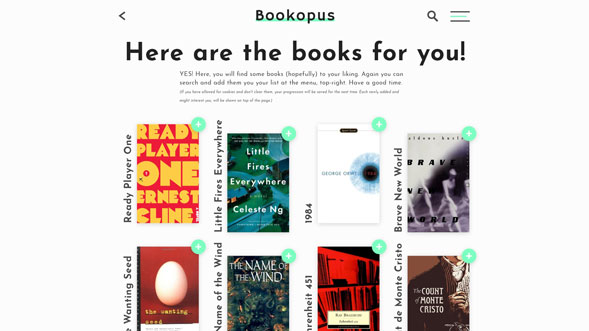 Bookopus
Here are the books for you!
YES! Here, you will find some books (hopefully) to your liking. Again you can
search and add them you your list at the menu, top-right. Have a good time.
(If you have allowed for cookies and don't clear them, your progression will be saved for the next time. Each newly added and
might interest you, will be shown on top of the page.)
Ready Player One
READY
PLAYER
ONE
ERNEST
CLINE
Little Fires Everywhere
Little
Fires
Everywhere
Celeste Ng
1984
GEORGE ORWELL
1984
Brave New World
aldous huxley
BRAVE
NEW
WORLD
The Wanting Seed
the wanting seed
Name of the Wind
THE NAME OF
THE WIND
Fahrenheit 451
RAY BRADBURY
Fahrenheit 451
t de Monte Cristo
THE COUNT
OF MONTE
CRISTO